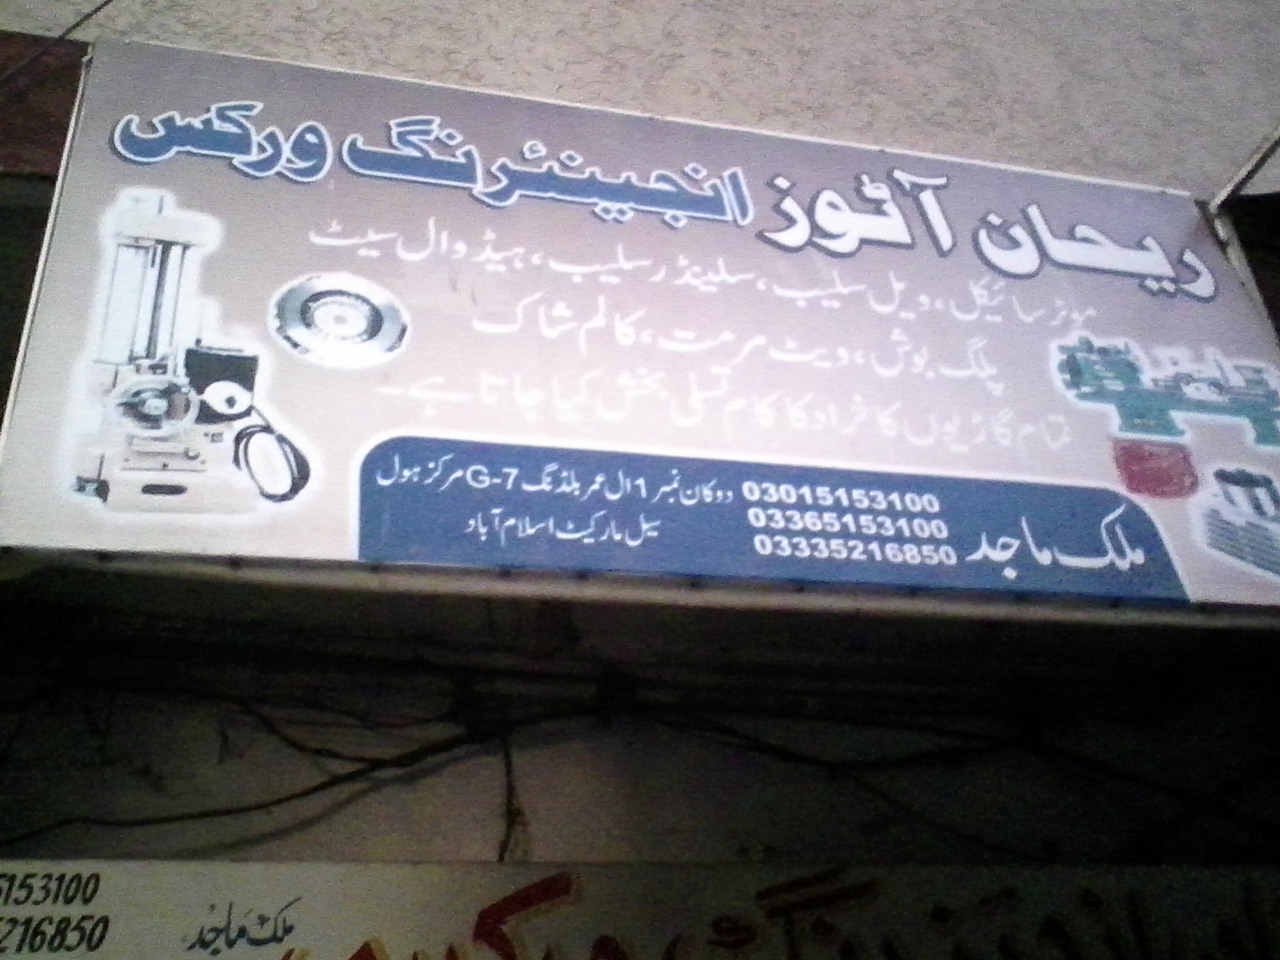 ریحان آٹوز انجینئرنگ ورکس
موٹر سائیکل، ویل سلیب، سلینڈر سلیب، ہیڈ وال سیٹ
پلگ بوش، ویٹ مرمت، کالم شاک
تمام گاڑیوں کا خراد کا کام تسلی بخش کیا جاتا ہے۔
ملک ماجد
03015153100
03365153100
03335216850
دوکان نمبر 1 ال عمر بلڈنگ G-7 مرکز ہول
سیل مارکیٹ اسلام آباد
5153100
5216850
ملک ماجد